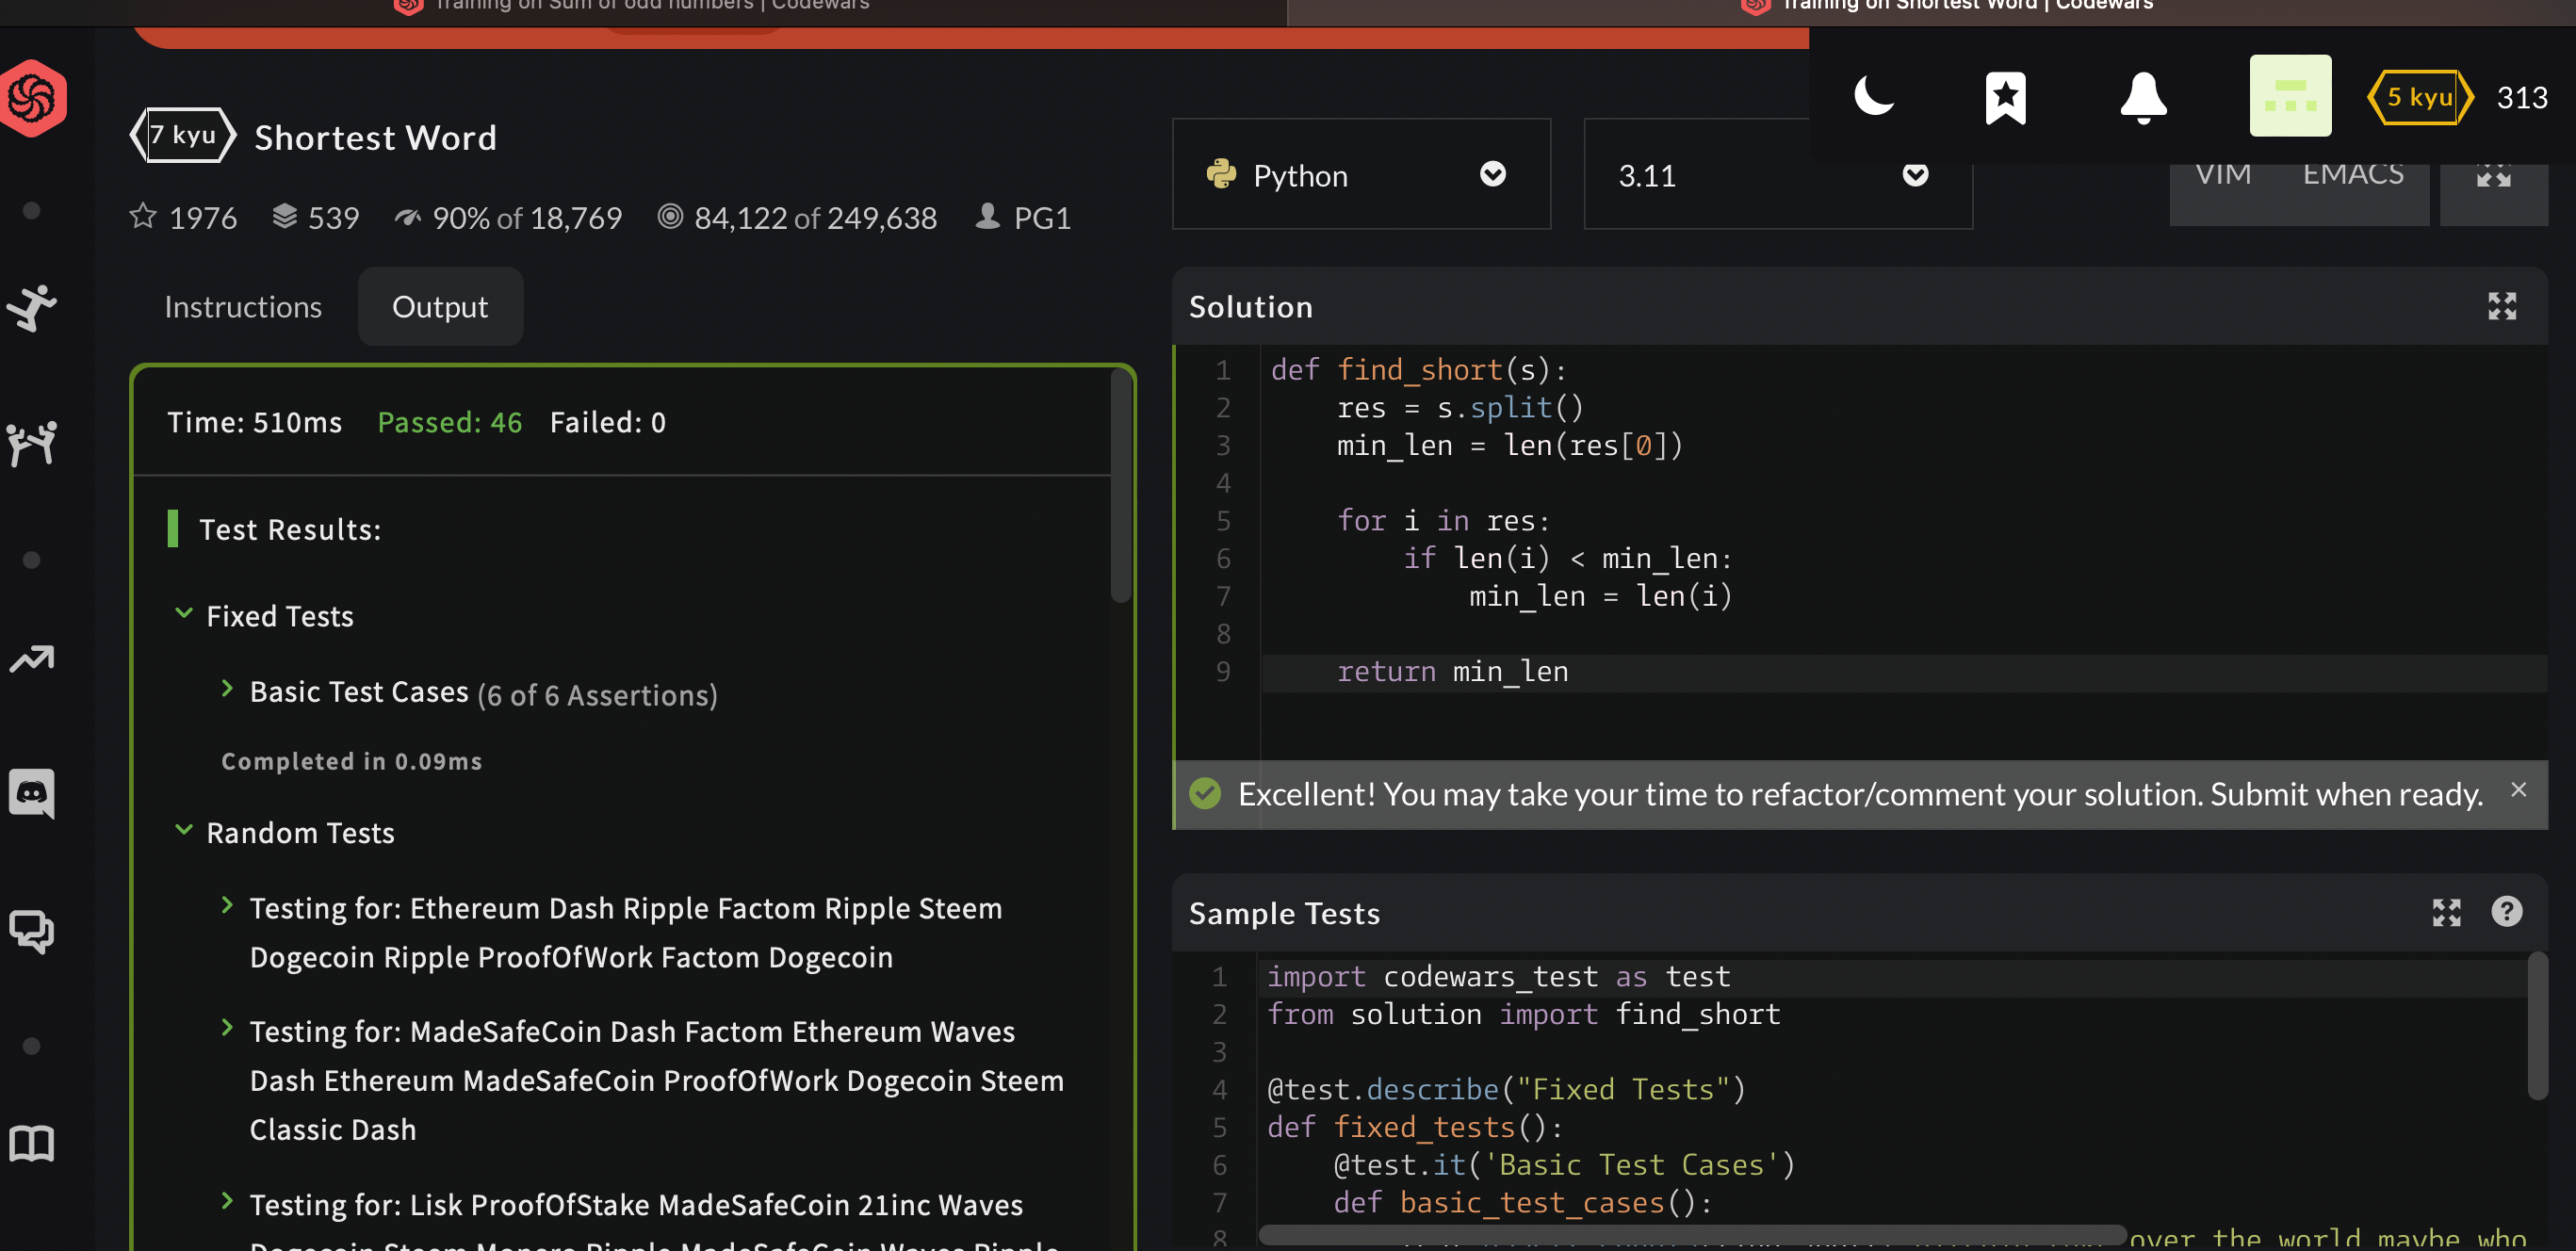 Training on Sum of odd numbers | Codewars
Training on Shortest Word | Codewars
5 kyu 313
7 kyu Shortest Word
1976 539 90% of 18,769 84,122 of 249,638 PG1
Python 3.11 VIM EMACS
Instructions Output
Time: 510ms Passed: 46 Failed: 0
Test Results:
Fixed Tests
Basic Test Cases (6 of 6 Assertions)
Completed in 0.09ms
Random Tests
Testing for: Ethereum Dash Ripple Factom Ripple Steem
Dogecoin Ripple ProofOfWork Factom Dogecoin
Testing for: MadeSafeCoin Dash Factom Ethereum Waves
Dash Ethereum MadeSafeCoin ProofOfWork Dogecoin Steem
Classic Dash
Testing for: Lisk ProofOfStake MadeSafeCoin 21inc Waves
Dogecoin Steem Monero Ripple MadeSafeCoin Waves Ripple
Solution
1 def find_short(s):
2     res = s.split()
3     min_len = len(res[0])
4
5     for i in res:
6         if len(i) < min_len:
7             min_len = len(i)
8
9     return min_len
Excellent! You may take your time to refactor/comment your solution. Submit when ready.
Sample Tests
1 import codewars_test as test
2 from solution import find_short
3
4 @test.describe("Fixed Tests")
5 def fixed_tests():
6     @test.it('Basic Test Cases')
7     def basic_test_cases():
8 over the world maybe who